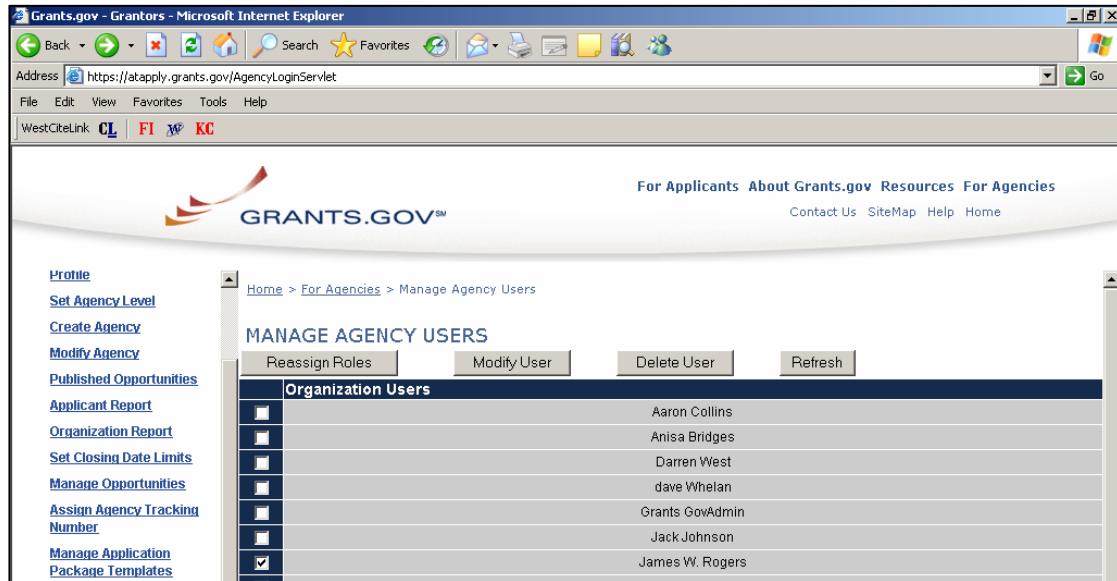 Grants.gov - Grantors - Microsoft Internet Explorer
Back Search Favorites
Address https://atapply.grants.gov/AgencyLoginServlet Go
File Edit View Favorites Tools Help
WestCiteLink CL FI W KC
For Applicants About Grants.gov Resources For Agencies
GRANTS.GOV℠
Contact Us SiteMap Help Home
Profile
Set Agency Level
Create Agency
Modify Agency
Published Opportunities
Applicant Report
Organization Report
Set Closing Date Limits
Manage Opportunities
Assign Agency Tracking
Number
Manage Application
Package Templates
Home > For Agencies > Manage Agency Users
MANAGE AGENCY USERS
Reassign Roles Modify User Delete User Refresh
Organization Users
Aaron Collins
Anisa Bridges
Darren West
dave Whelan
Grants GovAdmin
Jack Johnson
James W. Rogers